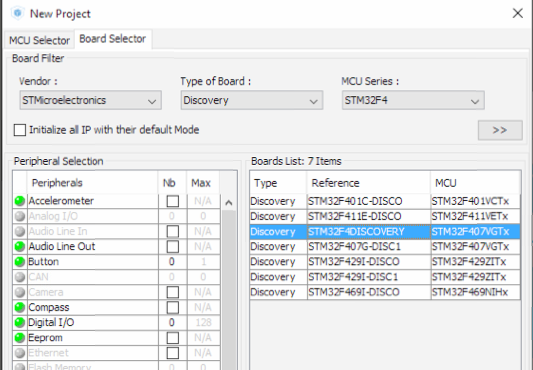 New Project
MCU Selector Board Selector
Board Filter
Vendor : Type of Board : MCU Series :
STMicroelectronics Discovery STM32F4
Initialize all IP with their default Mode >>
Peripheral Selection Boards List: 7 Items
Peripherals Nb Max Type Reference MCU
Accelerometer N/A Discovery STM32F401C-DISCO STM32F401VCTx
Analog I/O 0 0 Discovery STM32F411E-DISCO STM32F411VETx
Audio Line In N/A Discovery STM32F4DISCOVERY STM32F407VGTx
Audio Line Out N/A Discovery STM32F407G-DISC1 STM32F407VGTx
Button 0 1 Discovery STM32F429I-DISCO STM32F429ZITx
CAN 0 0 Discovery STM32F429I-DISC1 STM32F429ZITx
Camera N/A Discovery STM32F469I-DISCO STM32F469NIHx
Compass N/A
Digital I/O 0 128
Eeprom N/A
Ethernet N/A
Flash Memory 0 0